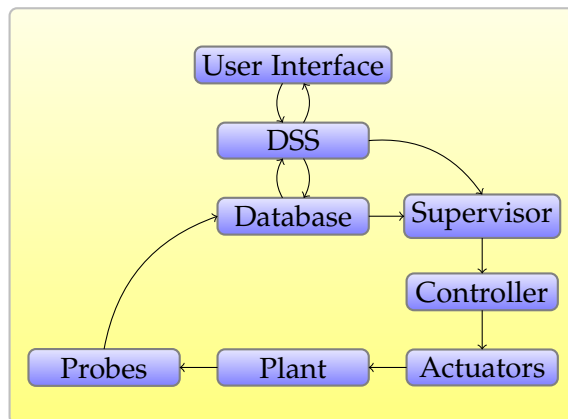 User Interface
DSS
Database
Supervisor
Controller
Probes
Plant
Actuators